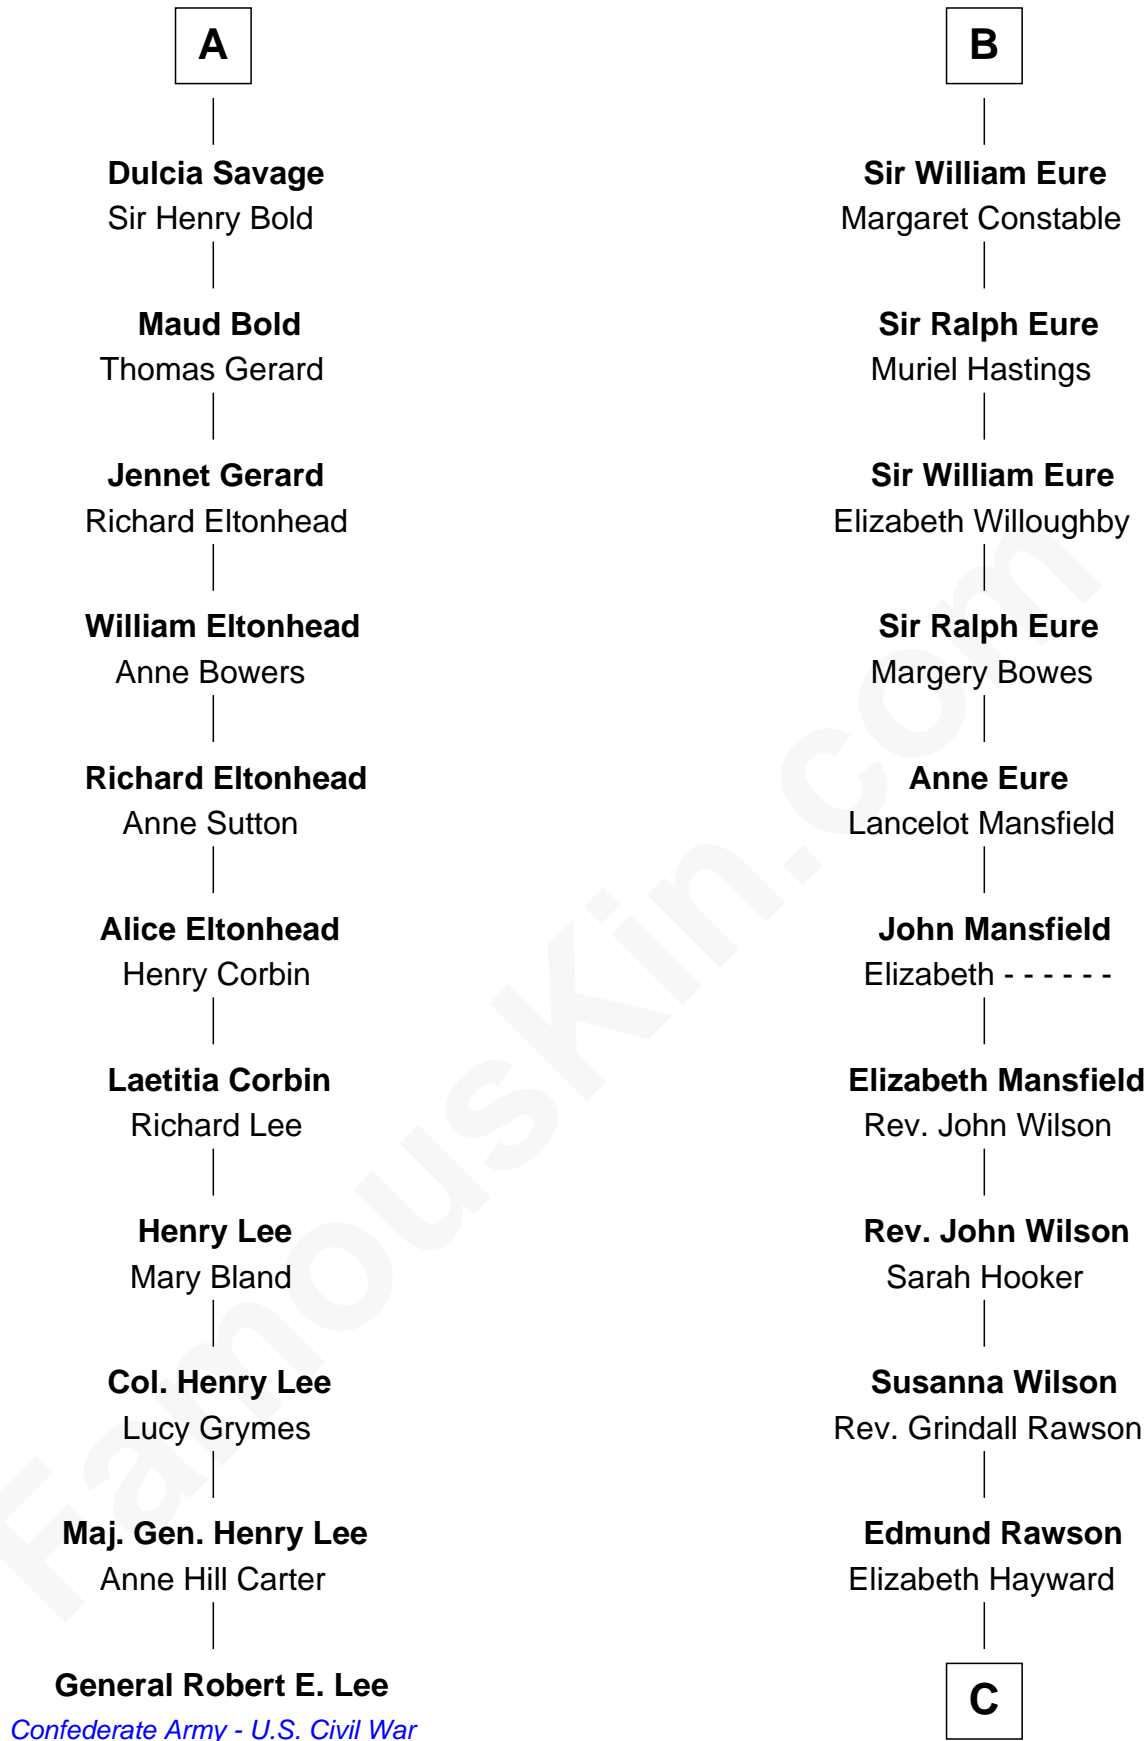 A
Dulcia Savage
Sir Henry Bold
Maud Bold
Thomas Gerard
Jennet Gerard
Richard Eltonhead
William Eltonhead
Anne Bowers
Richard Eltonhead
Anne Sutton
Alice Eltonhead
Henry Corbin
Laetitia Corbin
Richard Lee
Henry Lee
Mary Bland
Col. Henry Lee
Lucy Grymes
Maj. Gen. Henry Lee
Anne Hill Carter
General Robert E. Lee
Confederate Army - U.S. Civil War
B
Sir William Eure
Margaret Constable
Sir Ralph Eure
Muriel Hastings
Sir William Eure
Elizabeth Willoughby
Sir Ralph Eure
Margery Bowes
Anne Eure
Lancelot Mansfield
John Mansfield
Elizabeth - - - - - -
Elizabeth Mansfield
Rev. John Wilson
Rev. John Wilson
Sarah Hooker
Susanna Wilson
Rev. Grindall Rawson
Edmund Rawson
Elizabeth Hayward
C
FamousKin.com